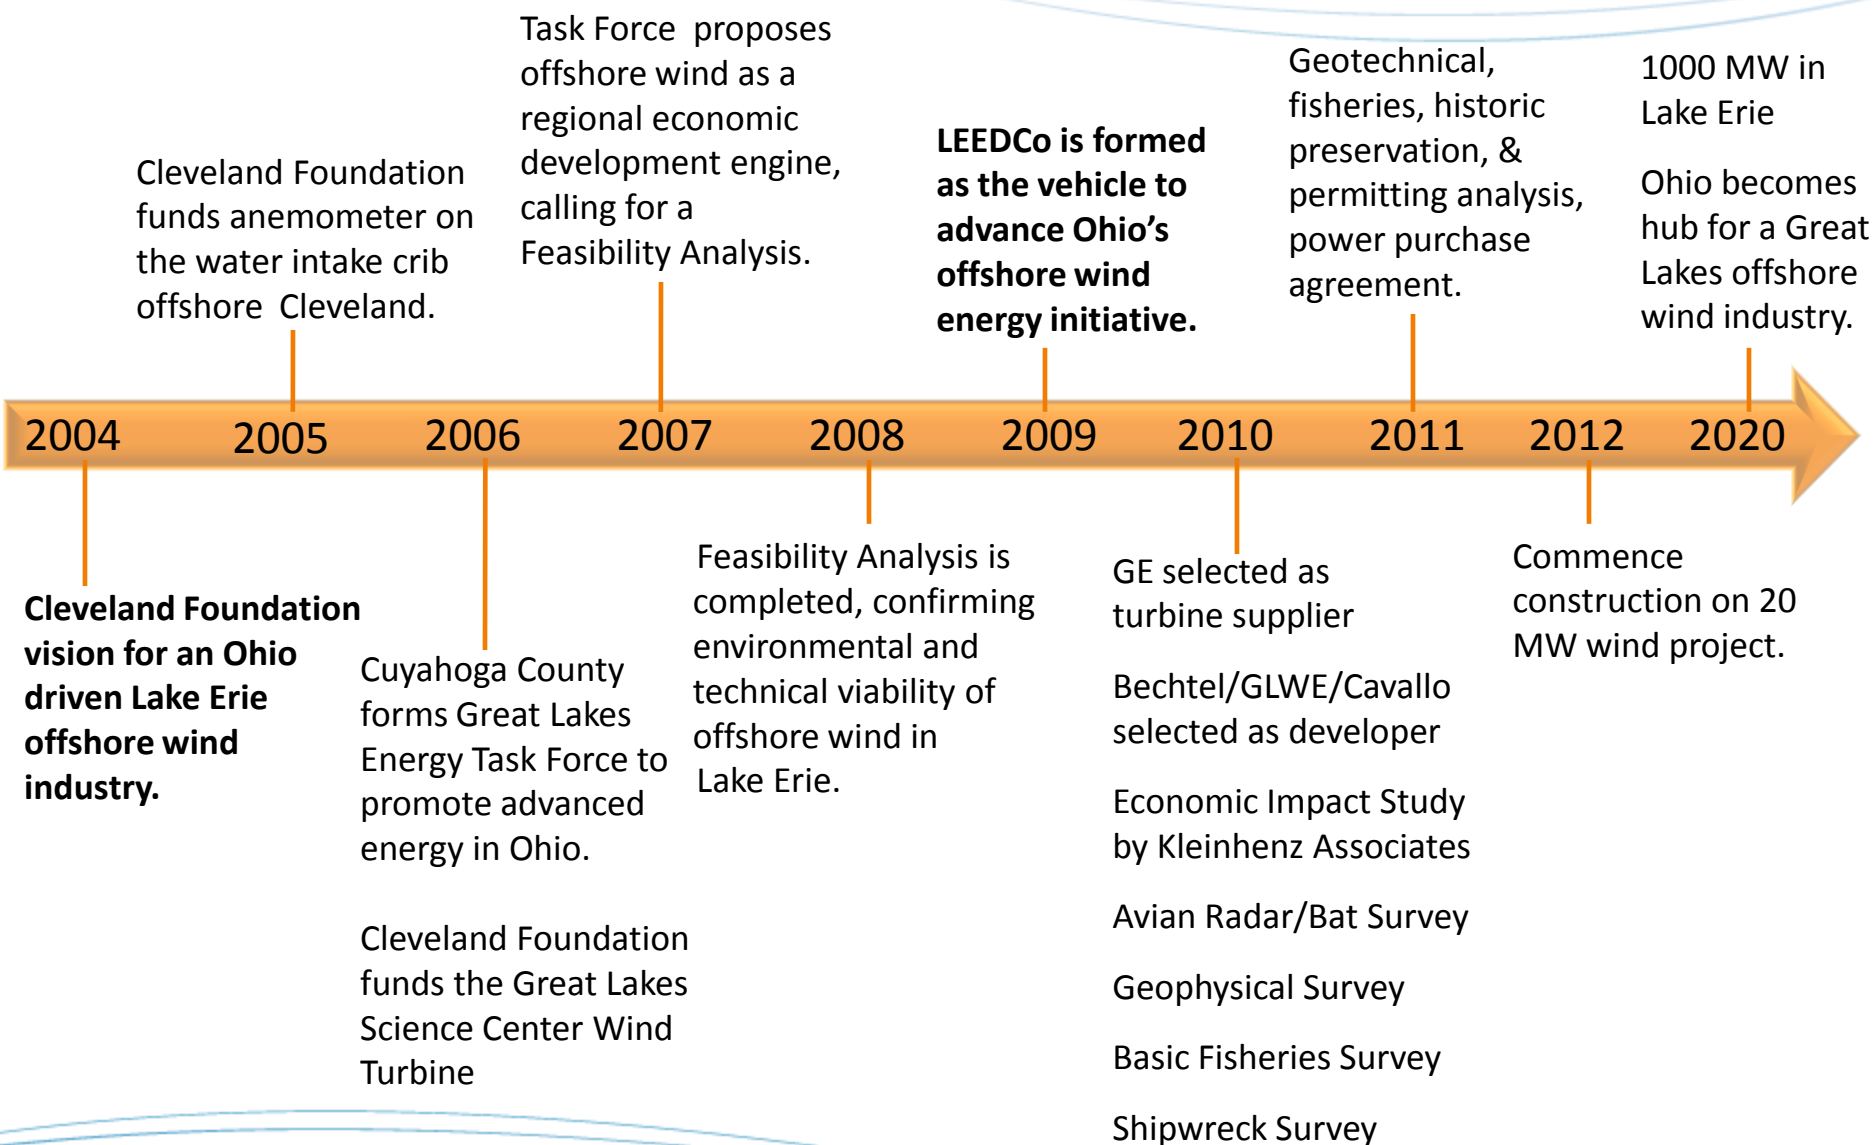 Task Force proposes
offshore wind as a
regional economic
development engine,
calling for a
Feasibility Analysis.
Geotechnical,
fisheries, historic
preservation, &
permitting analysis,
power purchase
agreement.
1000 MW in
Lake Erie
Ohio becomes
hub for a Great
Lakes offshore
wind industry.
LEEDCo is formed
as the vehicle to
advance Ohio’s
offshore wind
energy initiative.
Cleveland Foundation
funds anemometer on
the water intake crib
offshore Cleveland.
2004
2005
2006
2007
2008
2009
2010
2011
2012
2020
Cleveland Foundation
vision for an Ohio
driven Lake Erie
offshore wind
industry.
Cuyahoga County
forms Great Lakes
Energy Task Force to
promote advanced
energy in Ohio.
Cleveland Foundation
funds the Great Lakes
Science Center Wind
Turbine
Feasibility Analysis is
completed, confirming
environmental and
technical viability of
offshore wind in
Lake Erie.
GE selected as
turbine supplier
Bechtel/GLWE/Cavallo
selected as developer
Economic Impact Study
by Kleinhenz Associates
Avian Radar/Bat Survey
Geophysical Survey
Basic Fisheries Survey
Shipwreck Survey
Commence
construction on 20
MW wind project.